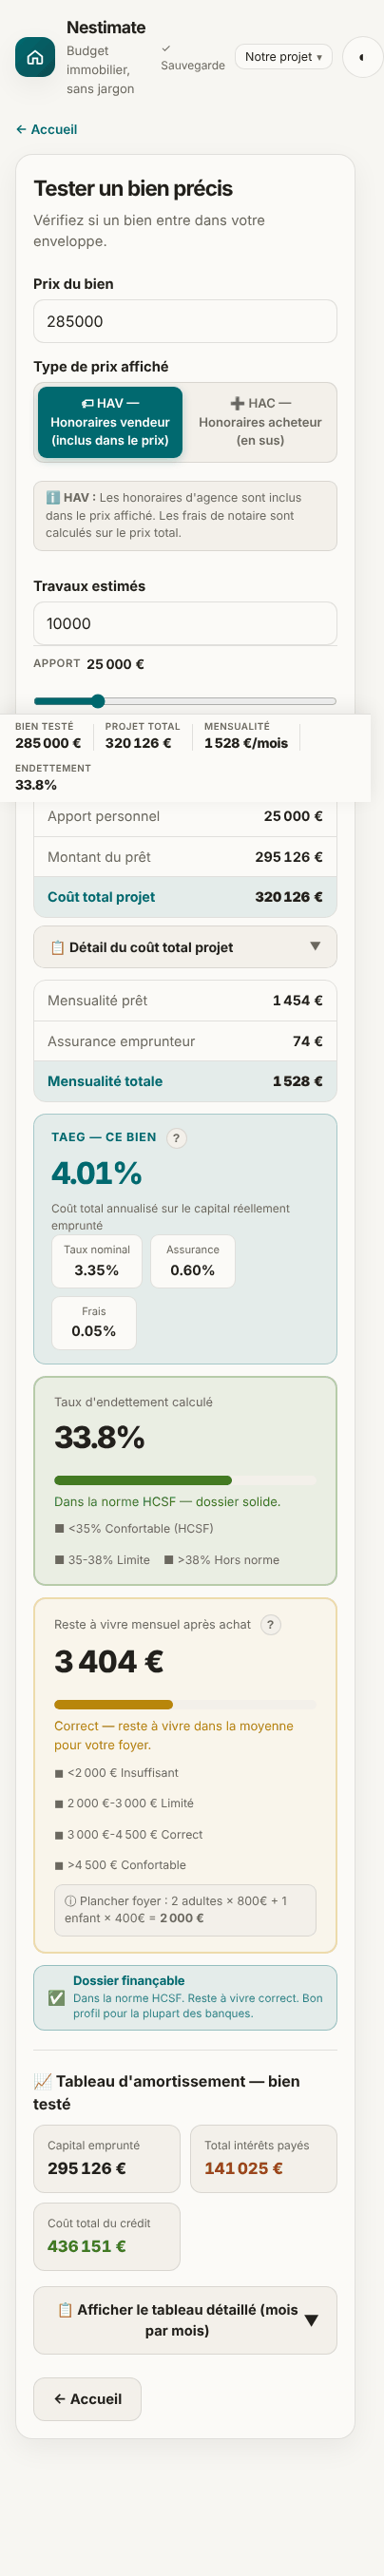 Nestimate
Budget
immobilier,
sans jargon
✓
Sauvegarde
Notre projet ▾
← Accueil
Tester un bien précis
Vérifiez si un bien entre dans votre
enveloppe.
Prix du bien
285000
Type de prix affiché
🏷 HAV —
Honoraires vendeur
(inclus dans le prix)
➕ HAC —
Honoraires acheteur
(en sus)
ℹ️ HAV : Les honoraires d'agence sont inclus
dans le prix affiché. Les frais de notaire sont
calculés sur le prix total.
Travaux estimés
10000
APPORT 25 000 €
BIEN TESTÉ
285 000 €
PROJET TOTAL
320 126 €
MENSUALITÉ
1 528 €/mois
ENDETTEMENT
33.8%
Apport personnel 25 000 €
Montant du prêt 295 126 €
Coût total projet 320 126 €
📋 Détail du coût total projet ▼
Mensualité prêt 1 454 €
Assurance emprunteur 74 €
Mensualité totale 1 528 €
TAEG — CE BIEN ?
4.01%
Coût total annualisé sur le capital réellement
emprunté
Taux nominal
3.35%
Assurance
0.60%
Frais
0.05%
Taux d'endettement calculé
33.8%
Dans la norme HCSF — dossier solide.
■ <35% Confortable (HCSF)
■ 35-38% Limite ■ >38% Hors norme
Reste à vivre mensuel après achat ?
3 404 €
Correct — reste à vivre dans la moyenne
pour votre foyer.
■ <2 000 € Insuffisant
■ 2 000 €-3 000 € Limité
■ 3 000 €-4 500 € Correct
■ >4 500 € Confortable
ⓘ Plancher foyer : 2 adultes × 800€ + 1
enfant × 400€ = 2 000 €
✅ Dossier finançable
Dans la norme HCSF. Reste à vivre correct. Bon
profil pour la plupart des banques.
📈 Tableau d'amortissement — bien
testé
Capital emprunté
295 126 €
Total intérêts payés
141 025 €
Coût total du crédit
436 151 €
📋 Afficher le tableau détaillé (mois
par mois) ▼
← Accueil